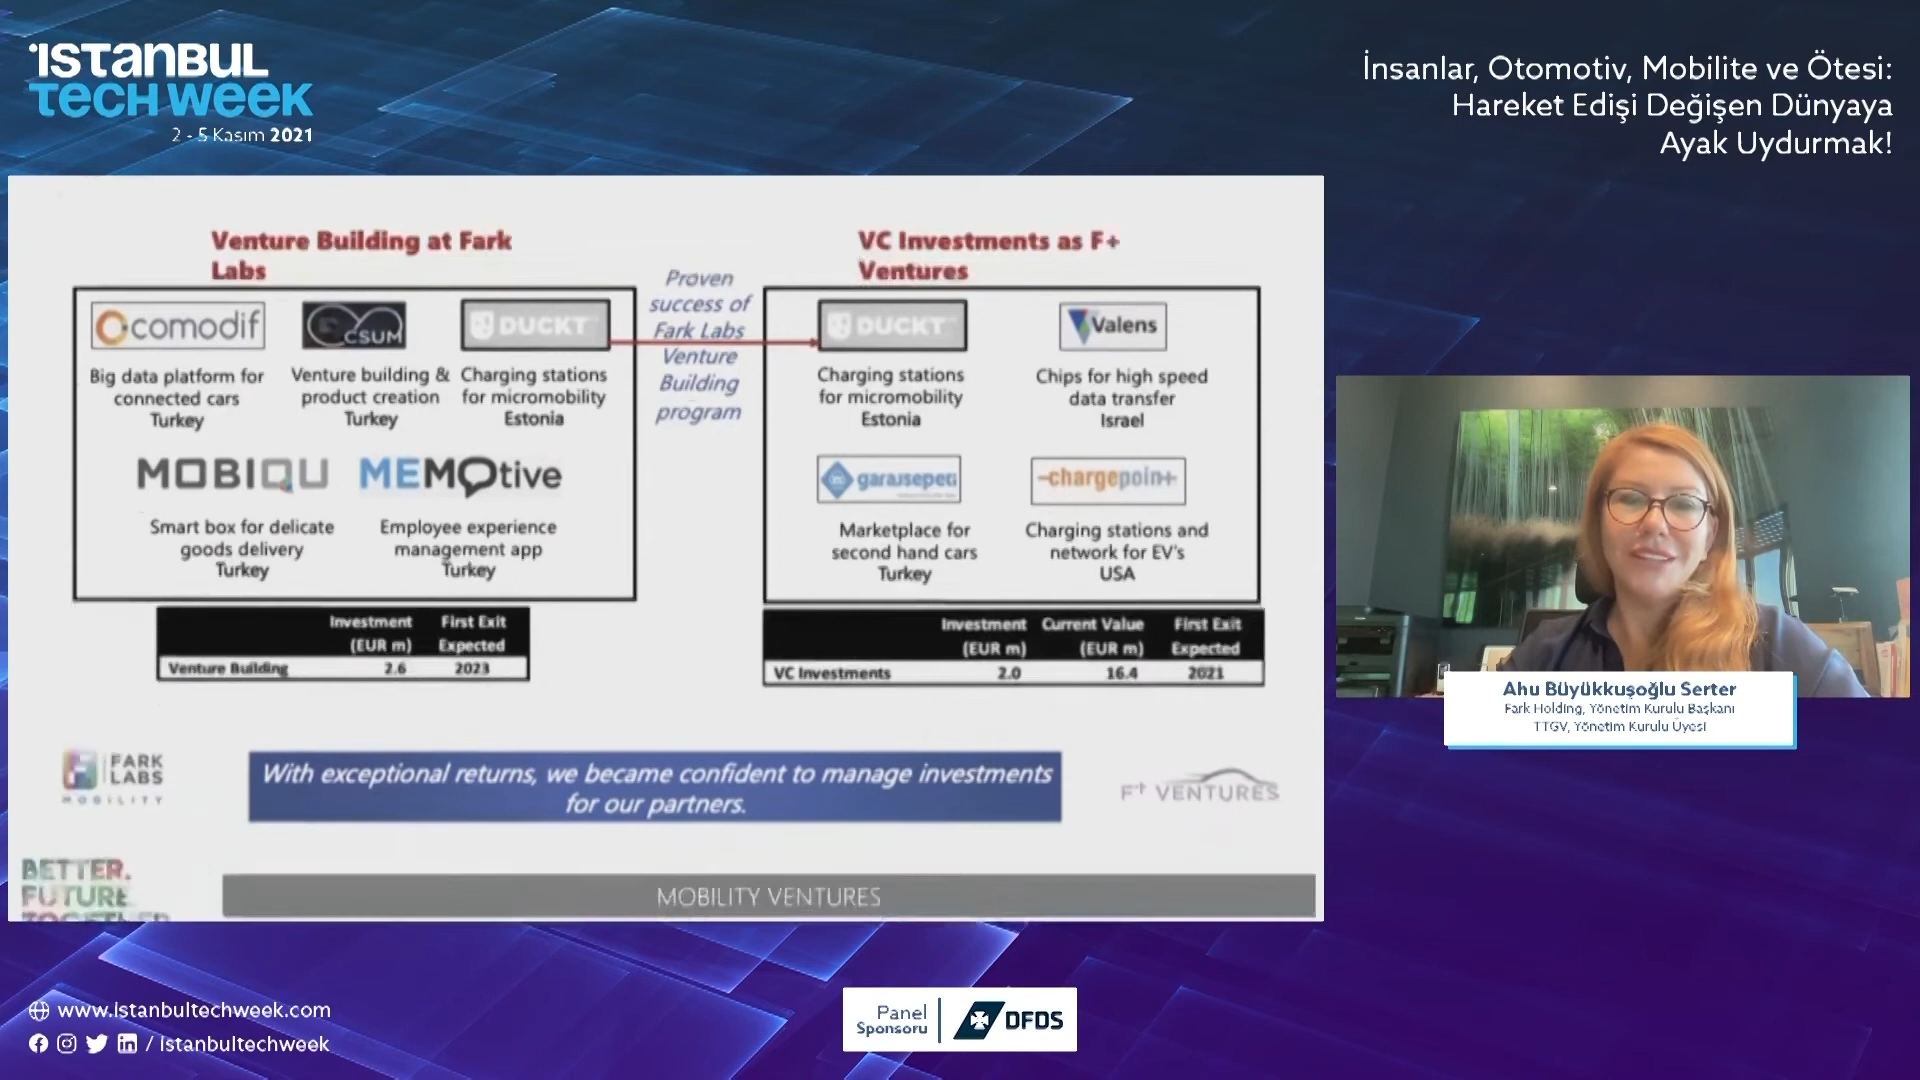 ISTANBUL
TECH WEEK
2 - 5 Kasım 2021
İnsanlar, Otomotiv, Mobilite ve Ötesi:
Hareket Edişi Değişen Dünyaya
Ayak Uydurmak!
Venture Building at Fark
Labs
comodif
Big data platform for
connected cars
Turkey
CSUM
Venture building &
product creation
Turkey
DUCKT
Charging stations
for micromobility
Estonia
MOBIQU
Smart box for delicate
goods delivery
Turkey
MEMOtive
Employee experience
management app
Turkey
Investment First Exit
(EUR m) Expected
Venture Building 2.6 2023
Proven
success of
Fark Labs
Venture
Building
program
VC Investments as F+
Ventures
DUCKT
Charging stations
for micromobility
Estonia
Valens
Chips for high speed
data transfer
Israel
garajsepeti
Marketplace for
second hand cars
Turkey
-chargepoin+
Charging stations and
network for EV's
USA
Investment Current Value First Exit
(EUR m) (EUR m) Expected
VC Investments 2.0 16.4 2021
FARK
LABS
MOBILITY
With exceptional returns, we became confident to manage investments
for our partners.
F+ VENTURES
BETTER.
FUTURE.
TOGETHER
MOBILITY VENTURES
Ahu Büyükkuşoğlu Serter
Fark Holding, Yönetim Kurulu Başkanı
TTGV, Yönetim Kurulu Üyesi
www.istanbultechweek.com
/ istanbultechweek
Panel
Sponsoru
DFDS